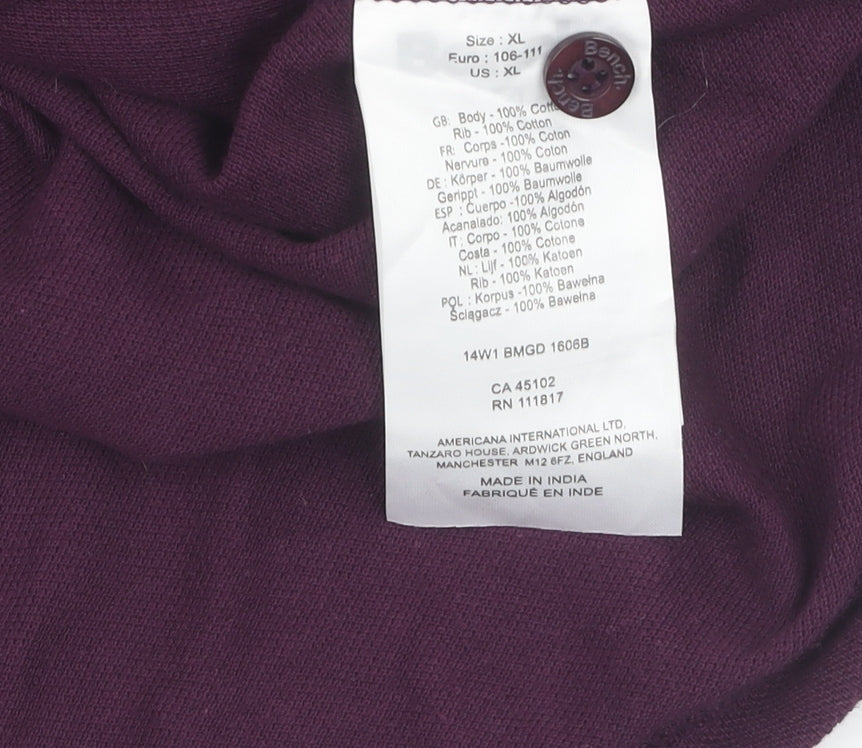 Size : XL
Euro : 106-111
US : XL
Bench.
Bench.
GB: Body - 100% Cotto
Rib - 100% Cotton
FR: Corps -100% Coton
Nervure - 100% Coton
DE : Körper - 100% Baumwolle
Gerippt - 100% Baumwolle
ESP : Cuerpo -100% Algodón
Acanalado: 100% Algodón
IT: Corpo - 100% Cotone
Costa - 100% Cotone
NL: Lijf - 100% Katoen
Rib - 100% Katoen
POL : Korpus -100% Bawełna
Ściągacz - 100% Bawełna
14W1 BMGD 1606B
CA 45102
RN 111817
AMERICANA INTERNATIONAL LTD,
TANZARO HOUSE, ARDWICK GREEN NORTH,
MANCHESTER M12 6FZ, ENGLAND
MADE IN INDIA
FABRIQUÉ EN INDE